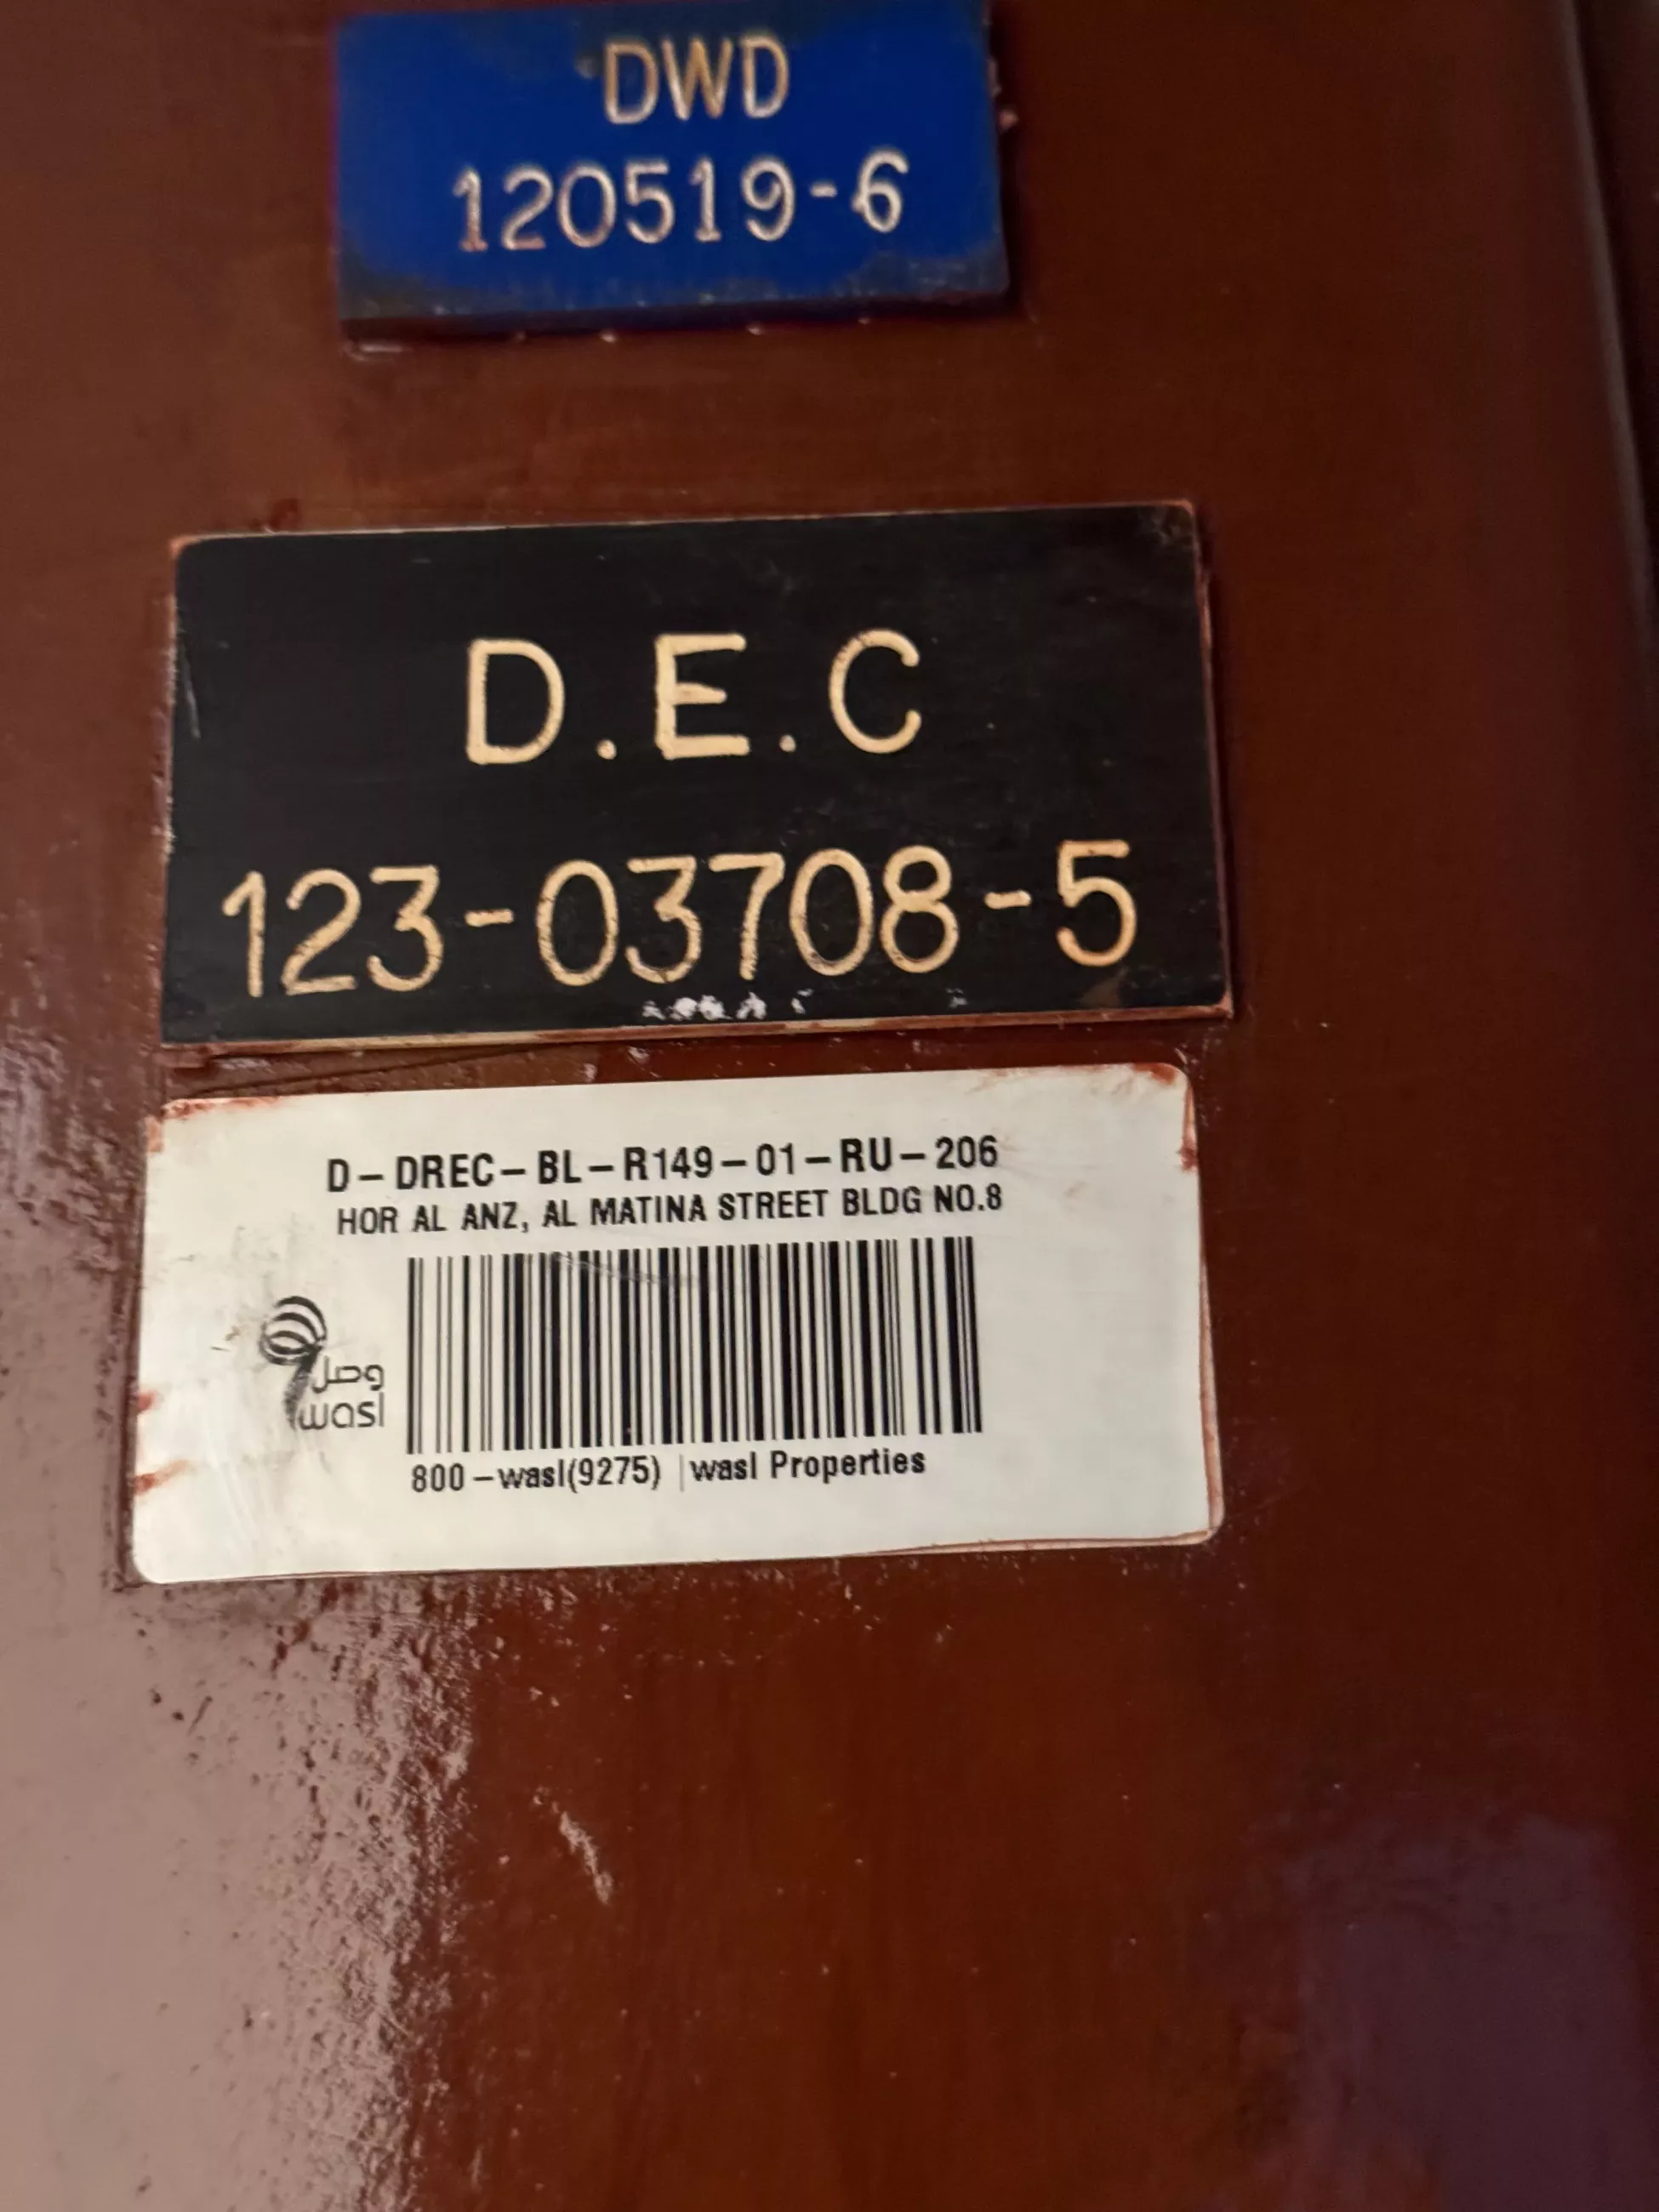 DWD
120519-6
D.E.C
123-03708-5
D-DREC-BL-R149-01-RU-206
HOR AL ANZ, AL MATINA STREET BLDG NO.8
وصل
wasl
800-wasl(9275) | wasl Properties